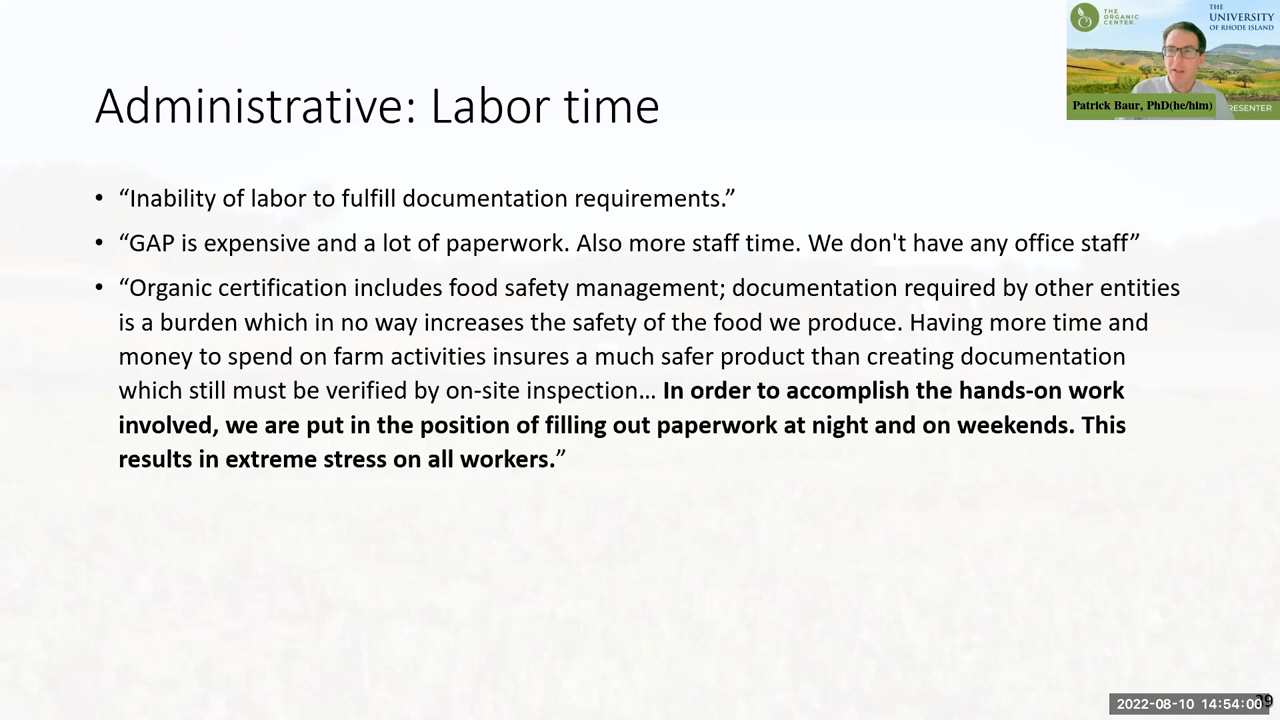 THE
ORGANIC
CENTER
THE
UNIVERSITY
OF RHODE ISLAND
Patrick Baur, PhD(he/him)
Administrative: Labor time
• “Inability of labor to fulfill documentation requirements.”
• “GAP is expensive and a lot of paperwork. Also more staff time. We don't have any office staff”
• “Organic certification includes food safety management; documentation required by other entities
is a burden which in no way increases the safety of the food we produce. Having more time and
money to spend on farm activities insures a much safer product than creating documentation
which still must be verified by on-site inspection… In order to accomplish the hands-on work
involved, we are put in the position of filling out paperwork at night and on weekends. This
results in extreme stress on all workers.”
2022-08-10 14:54:00